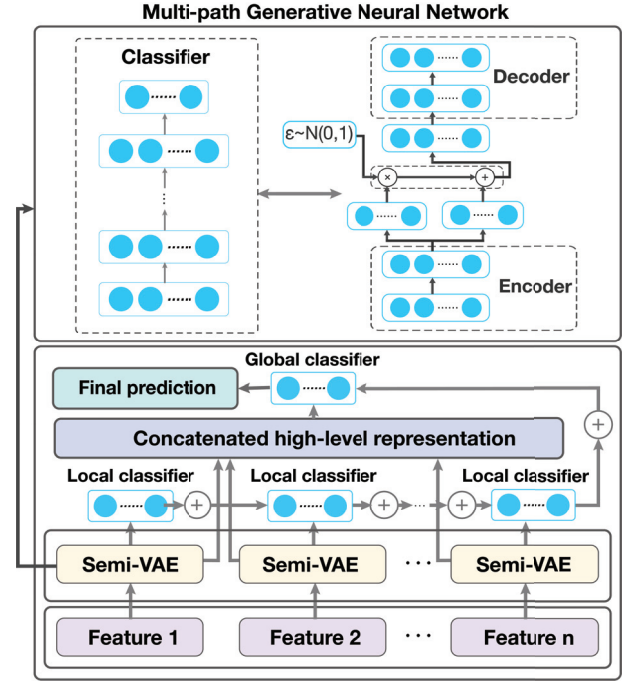 Multi-path Generative Neural Network
Classifier
Decoder
ε~N(0,1)
×
+
Encoder
Global classifier
Final prediction
+
Concatenated high-level representation
Local classifier
Local classifier
Local classifier
+
+
...
+
Semi-VAE
Semi-VAE
...
Semi-VAE
Feature 1
Feature 2
...
Feature n